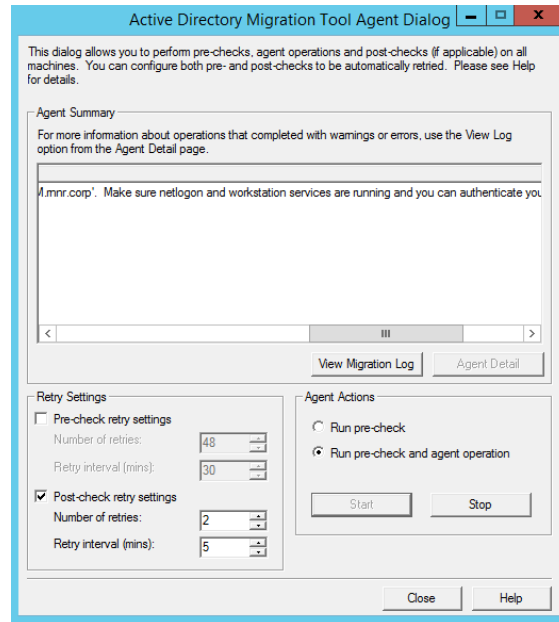 Active Directory Migration Tool Agent Dialog
This dialog allows you to perform pre-checks, agent operations and post-checks (if applicable) on all
machines. You can configure both pre- and post-checks to be automatically retried. Please see Help
for details.
Agent Summary
For more information about operations that completed with warnings or errors, use the View Log
option from the Agent Detail page.
.mnr.corp'. Make sure netlogon and workstation services are running and you can authenticate you
View Migration Log
Agent Detail
Retry Settings
Pre-check retry settings
Number of retries:
48
Retry interval (mins):
30
Post-check retry settings
Number of retries:
2
Retry interval (mins):
5
Agent Actions
Run pre-check
Run pre-check and agent operation
Start
Stop
Close
Help